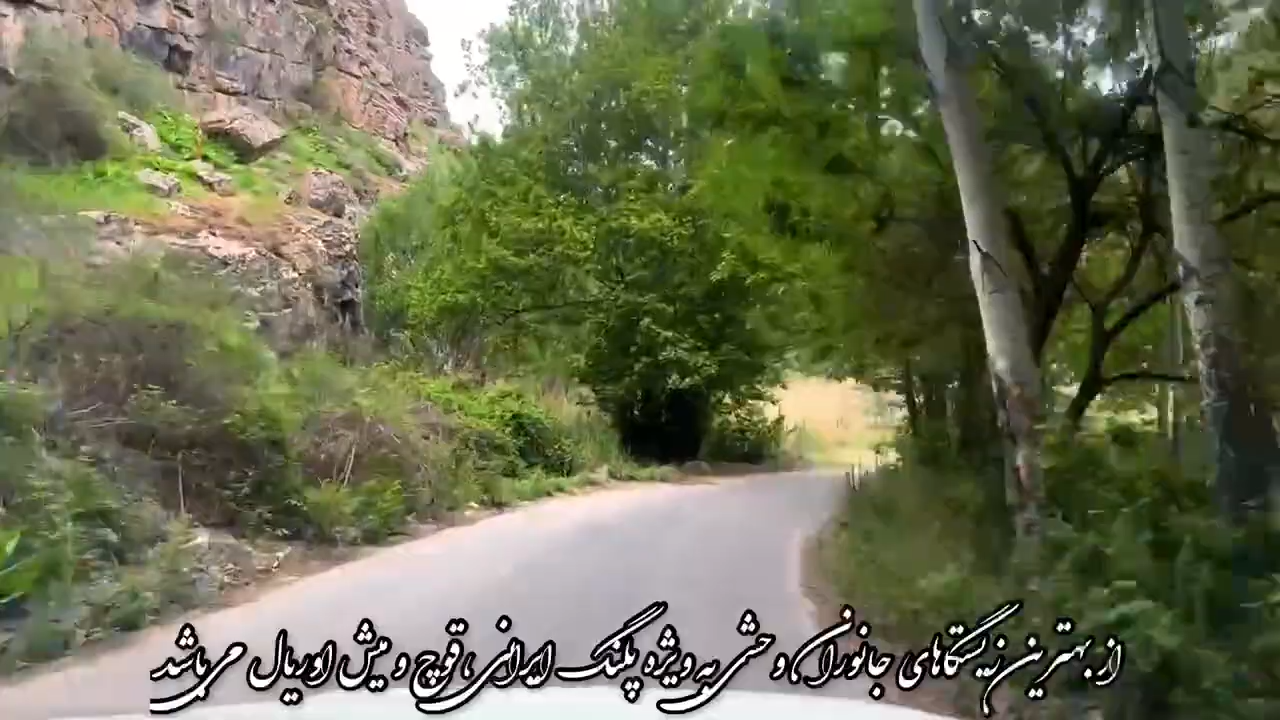 از بهترین زیستگاهای جانوران وحشی به ویژه پلنگ ایرانی ،قوچ و میش اوریال می باشد